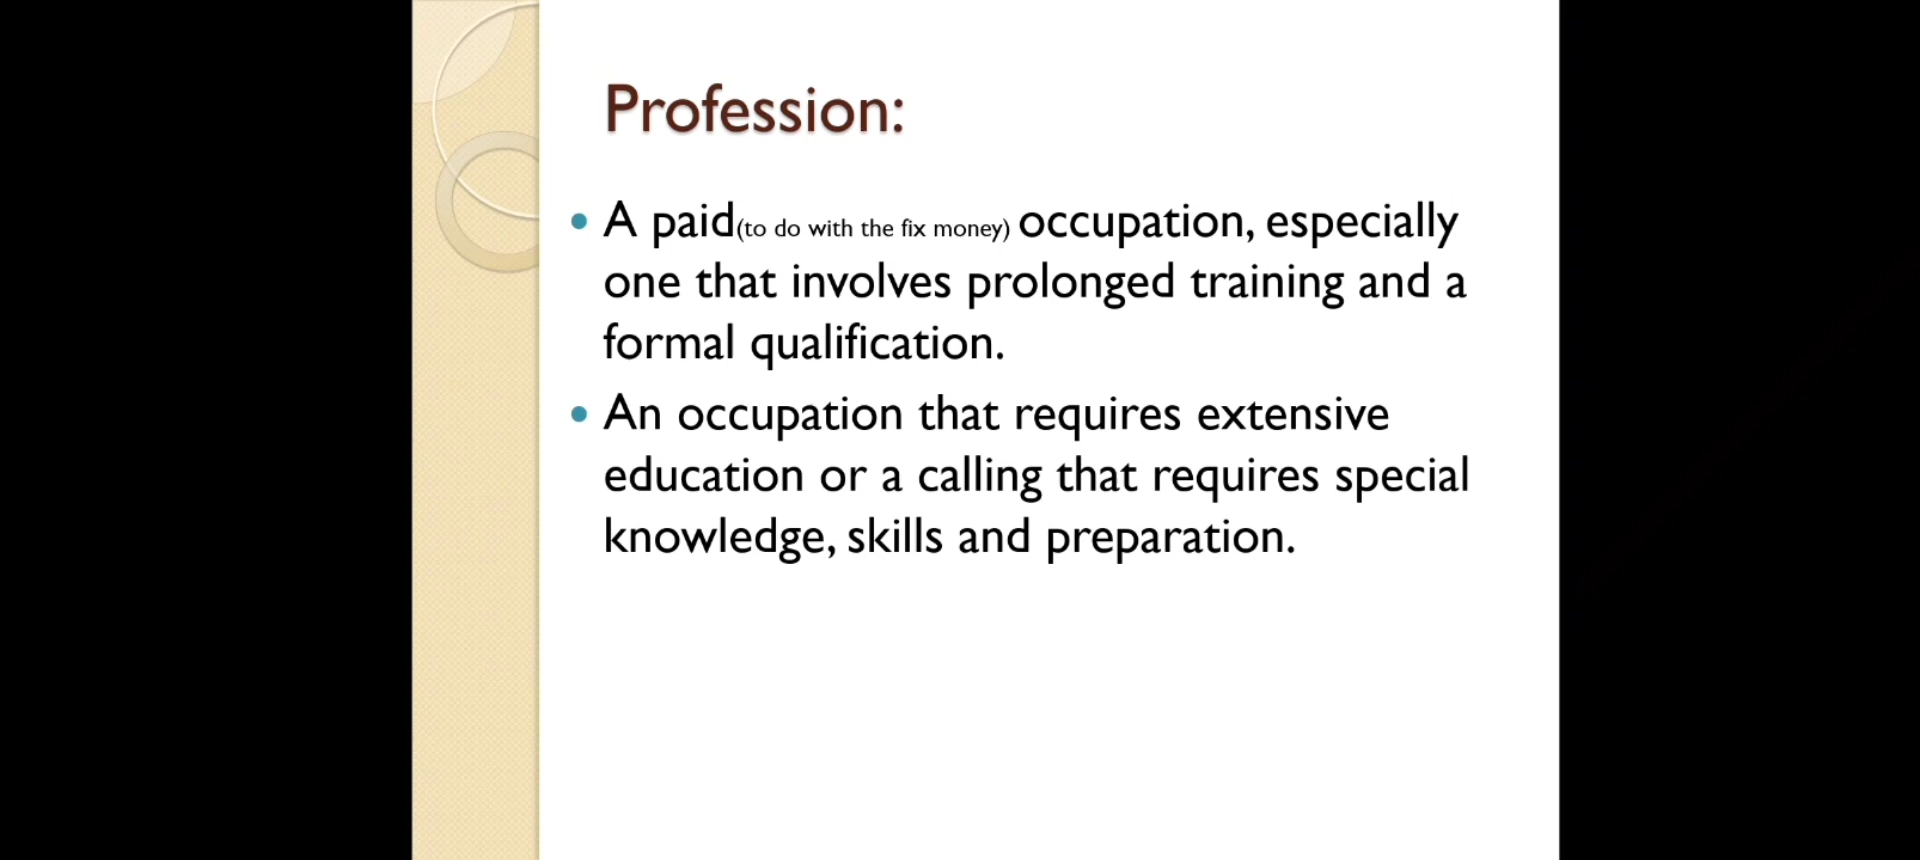 Profession:
• A paid(to do with the fix money) occupation, especially
one that involves prolonged training and a
formal qualification.
• An occupation that requires extensive
education or a calling that requires special
knowledge, skills and preparation.